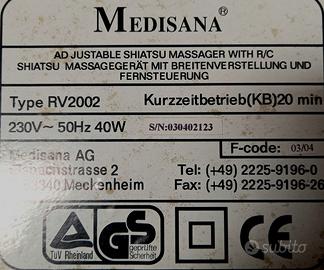 MEDISANA®
ADJUSTABLE SHIATSU MASSAGER WITH R/C
SHIATSU MASSAGEGERÄT MIT BREITENVERSTELLUNG UND
FERNSTEUERUNG
Type RV2002 Kurzzeitbetrieb(KB)20 min
230V~ 50Hz 40W S/N:030402123
F-code: 03/04
Medisana AG
2
Tel: (+49) 2225-9196-0
Meckenheim Fax: (+49) 2225-9196-26
TÜV Rheinland
GS geprüfte Sicherheit
CE
subito